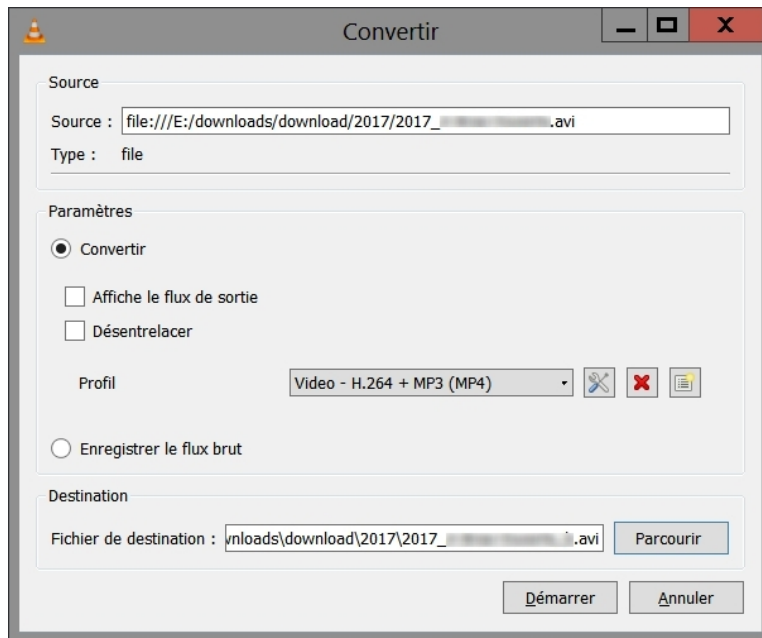 Convertir
Source
Source : file:///E:/downloads/download/2017/2017_ .avi
Type : file
Paramètres
Convertir
Affiche le flux de sortie
Désentrelacer
Profil Video - H.264 + MP3 (MP4)
Enregistrer le flux brut
Destination
Fichier de destination : vnloads\download\2017\2017_ .avi Parcourir
Démarrer Annuler